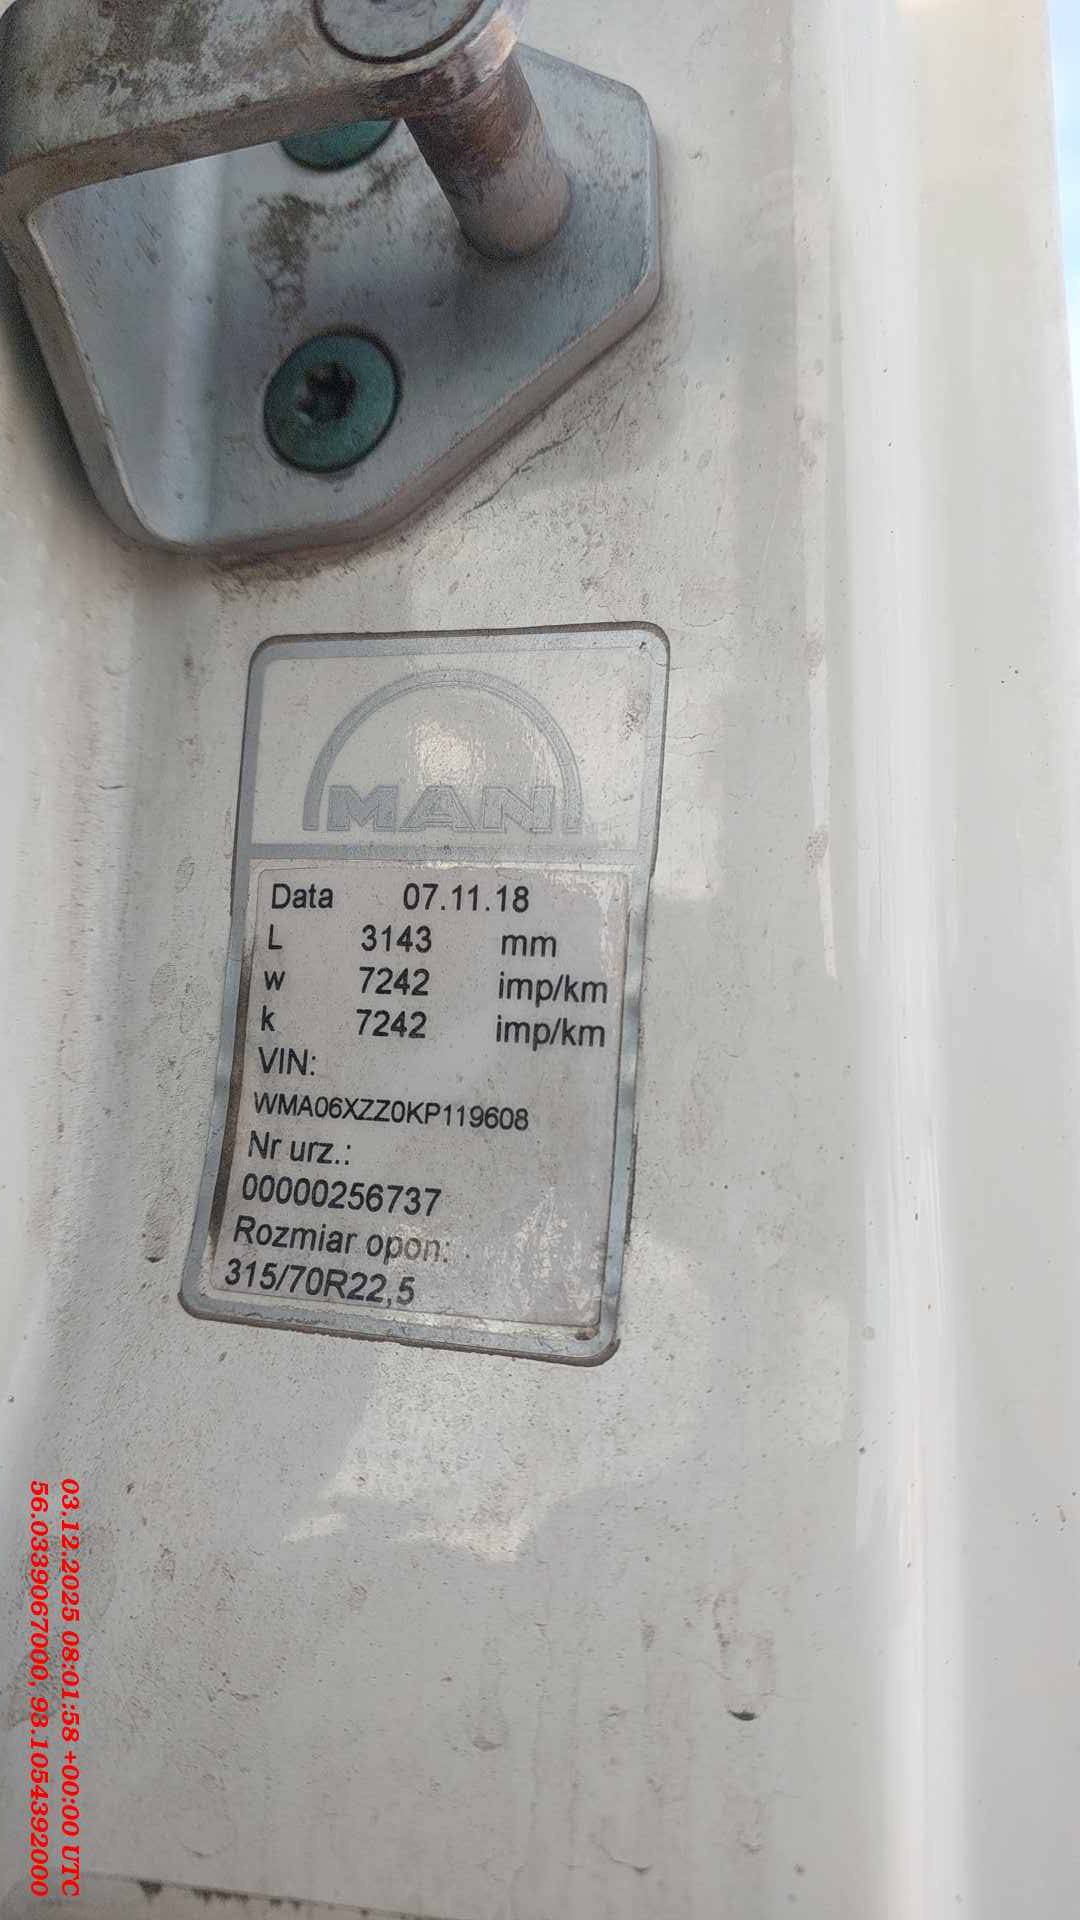 MAN
Data 07.11.18
L 3143 mm
w 7242 imp/km
k 7242 imp/km
VIN:
WMA06XZZ0KP119608
Nr urz.:
00000256737
Rozmiar opon:
315/70R22,5
03.12.2025 08:01:58 +00:00 UTC
56.0339067000, 93.1054392000